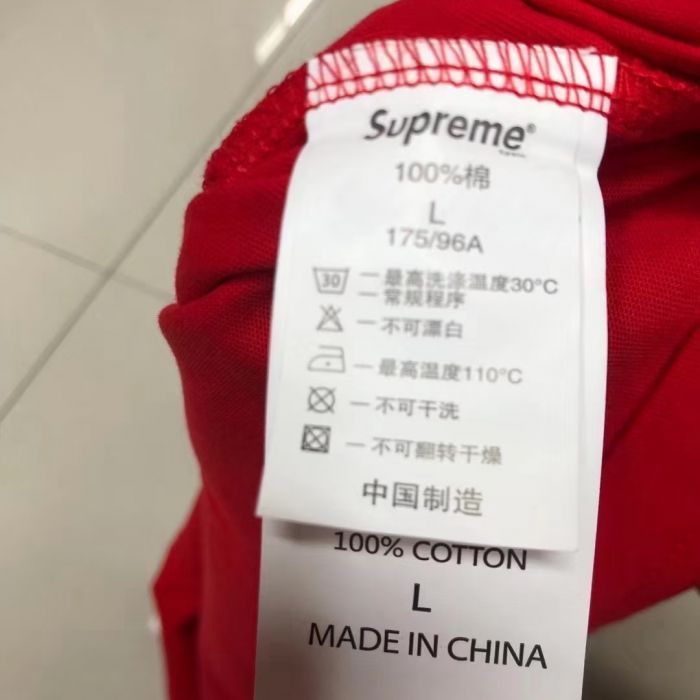 Supreme®
100%棉
L
175/96A
30 一最高洗涤温度30°C
一常规程序
一不可漂白
一最高温度110°C
一不可干洗
一不可翻转干燥
中国制造
100% COTTON
L
MADE IN CHINA